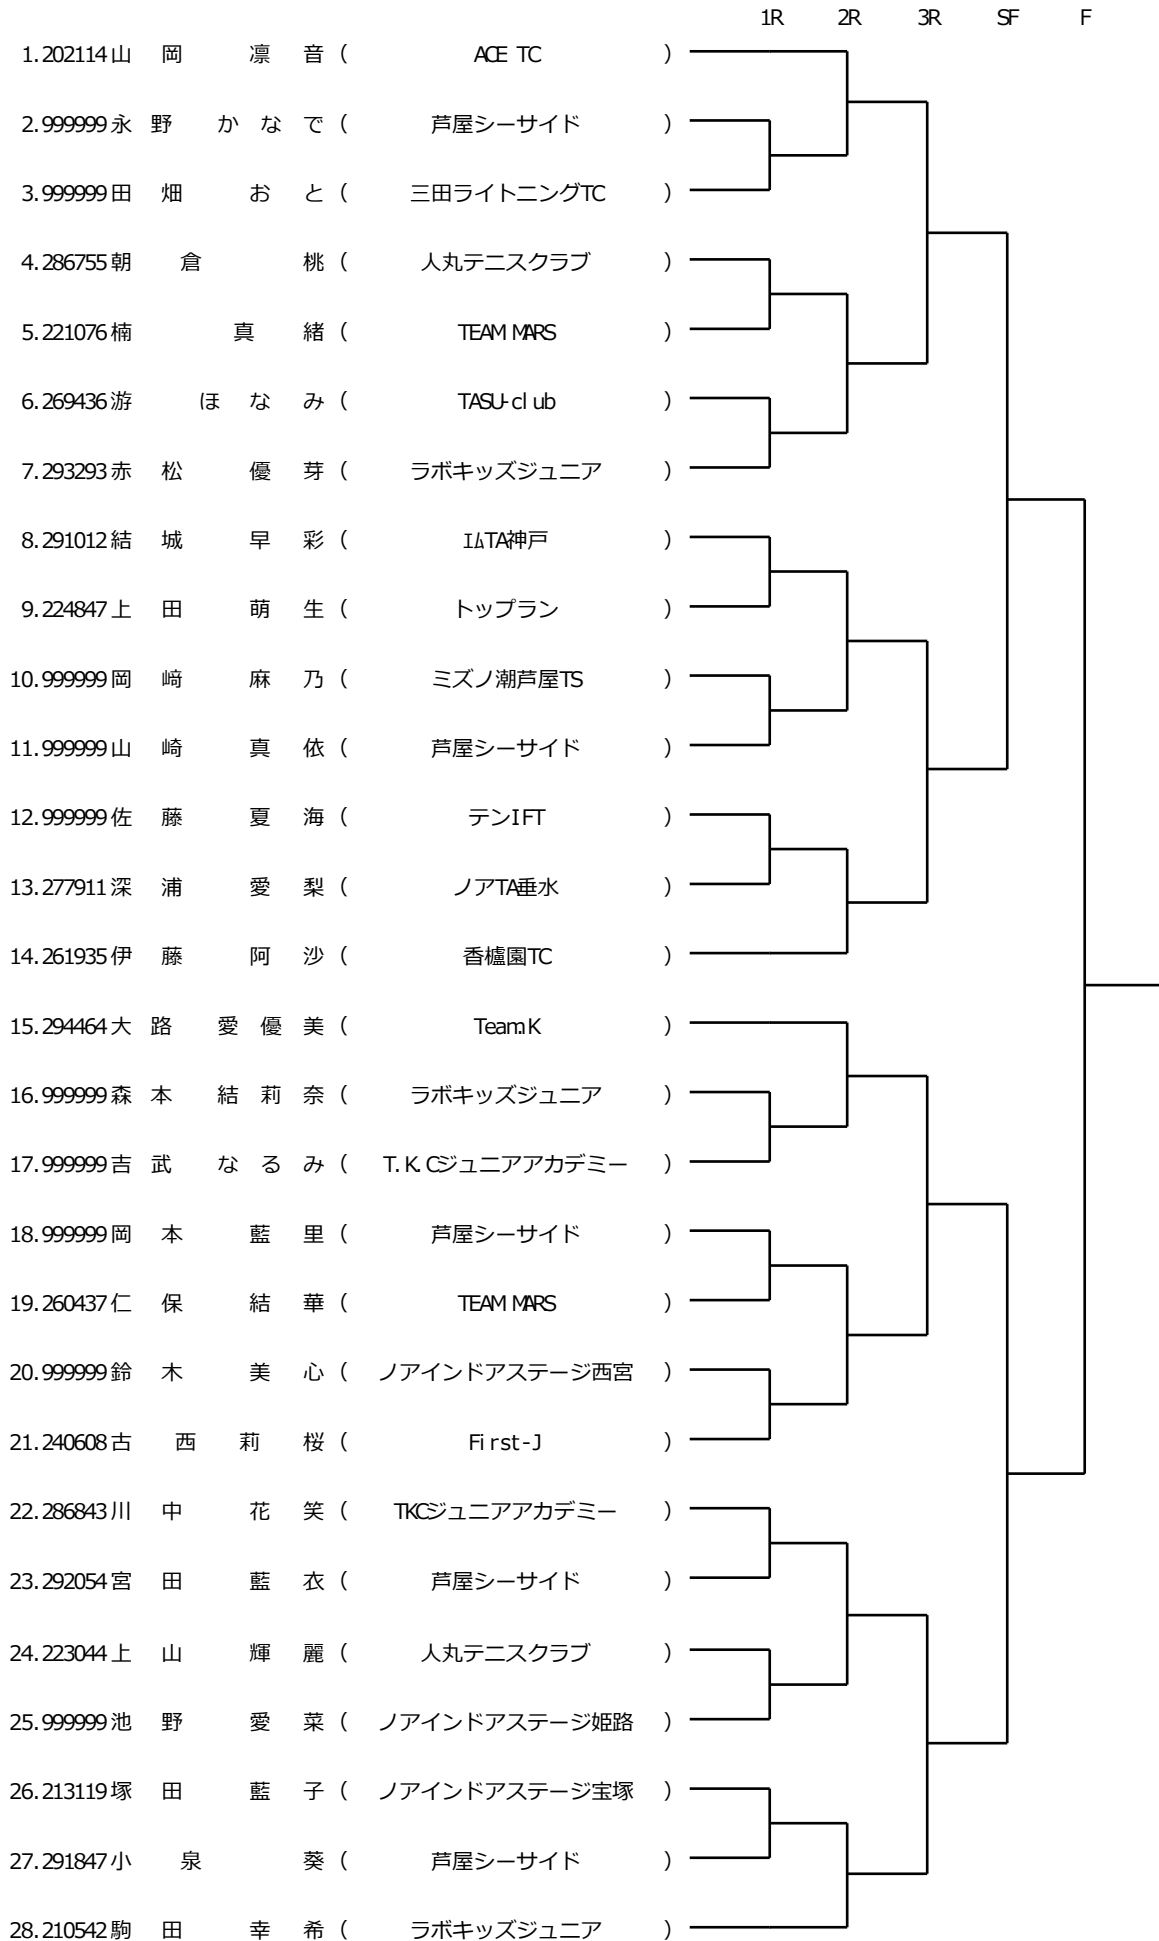 1R 2R 3R SF F
1.202114 山 岡 凛 音 ( ACE TC )
2.999999 永 野 か な で ( 芦屋シーサイド )
3.999999 田 畑 お と ( 三田ライトニングTC )
4.286755 朝 倉 桃 ( 人丸テニスクラブ )
5.221076 楠 真 緒 ( TEAM MARS )
6.269436 游 ほ な み ( TASU-club )
7.293293 赤 松 優 芽 ( ラボキッズジュニア )
8.291012 結 城 早 彩 ( ｴﾑTA神戸 )
9.224847 上 田 萌 生 ( トップラン )
10.999999 岡 﨑 麻 乃 ( ミズノ潮芦屋TS )
11.999999 山 崎 真 依 ( 芦屋シーサイド )
12.999999 佐 藤 夏 海 ( テンIFT )
13.277911 深 浦 愛 梨 ( ノアTA垂水 )
14.261935 伊 藤 阿 沙 ( 香櫨園TC )
15.294464 大 路 愛 優 美 ( Team.K )
16.999999 森 本 結 莉 奈 ( ラボキッズジュニア )
17.999999 吉 武 な る み ( T.K.Cジュニアアカデミー )
18.999999 岡 本 藍 里 ( 芦屋シーサイド )
19.260437 仁 保 結 華 ( TEAM MARS )
20.999999 鈴 木 美 心 ( ノアインドアステージ西宮 )
21.240608 古 西 莉 桜 ( First-J )
22.286843 川 中 花 笑 ( TKCジュニアアカデミー )
23.292054 宮 田 藍 衣 ( 芦屋シーサイド )
24.223044 上 山 輝 麗 ( 人丸テニスクラブ )
25.999999 池 野 愛 菜 ( ノアインドアステージ姫路 )
26.213119 塚 田 藍 子 ( ノアインドアステージ宝塚 )
27.291847 小 泉 葵 ( 芦屋シーサイド )
28.210542 駒 田 幸 希 ( ラボキッズジュニア )